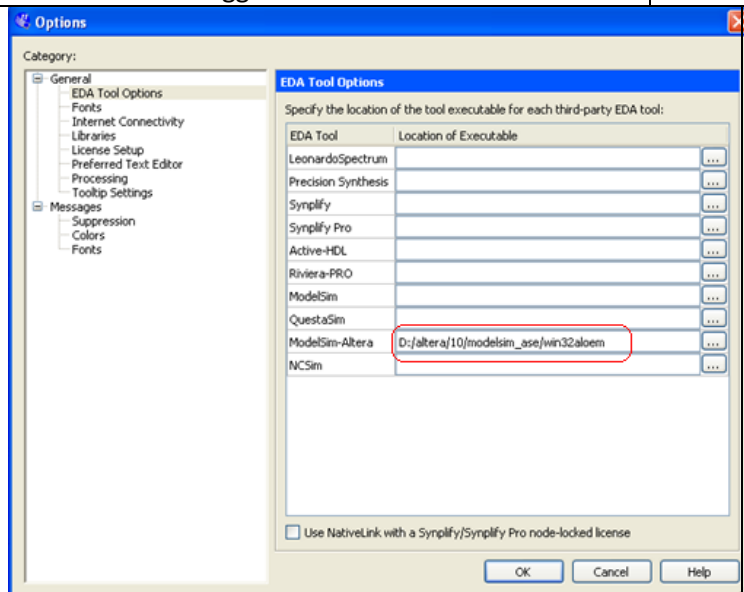 Options
Category:
General
EDA Tool Options
Fonts
Internet Connectivity
Libraries
License Setup
Preferred Text Editor
Processing
Tooltip Settings
Messages
Suppression
Colors
Fonts
EDA Tool Options
Specify the location of the tool executable for each third-party EDA tool:
EDA Tool Location of Executable
LeonardoSpectrum ...
Precision Synthesis ...
Synplify ...
Synplify Pro ...
Active-HDL ...
Riviera-PRO ...
ModelSim ...
QuestaSim ...
ModelSim-Altera D:/altera/10/modelsim_ase/win32aloem ...
NCSim ...
Use NativeLink with a Synplify/Synplify Pro node-locked license
OK Cancel Help